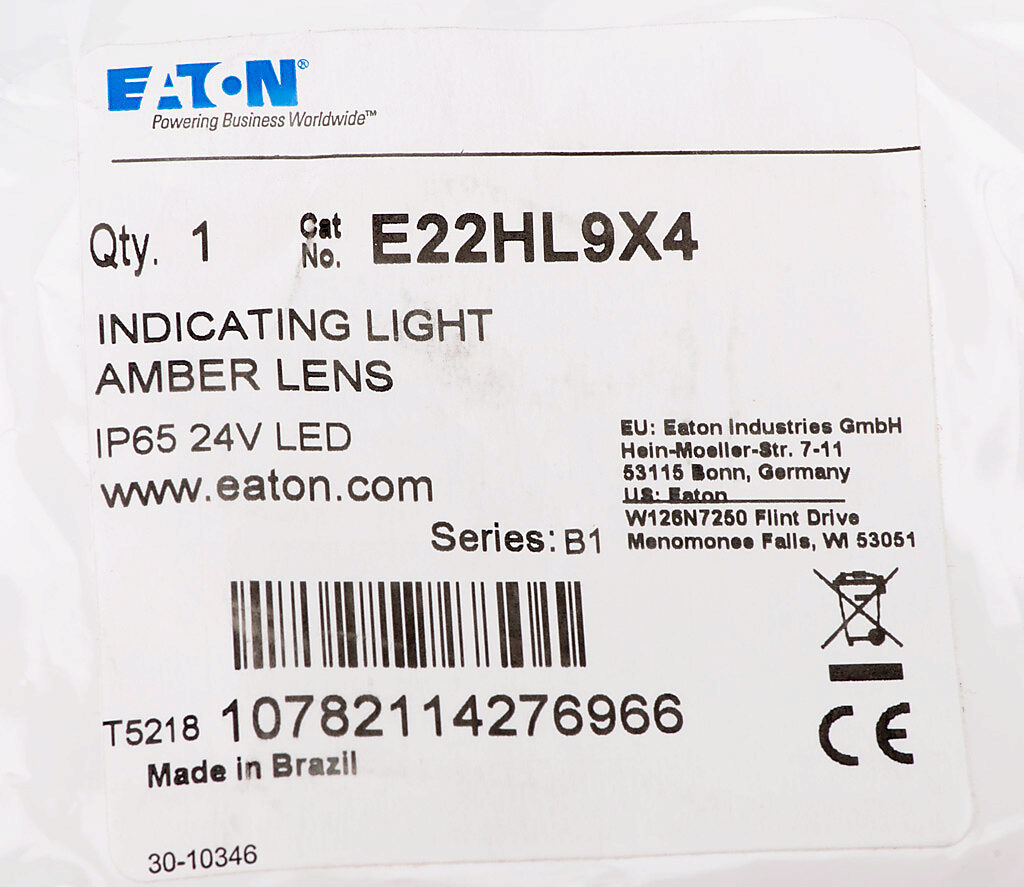 EATON®
Powering Business Worldwide™
Qty. 1 Cat No. E22HL9X4
INDICATING LIGHT
AMBER LENS
IP65 24V LED
www.eaton.com
Series: B1
EU: Eaton Industries GmbH
Hein-Moeller-Str. 7-11
53115 Bonn, Germany
US: Eaton
W126N7250 Flint Drive
Menomonee Falls, WI 53051
T5218 10782114276966
Made in Brazil
CE
30-10346